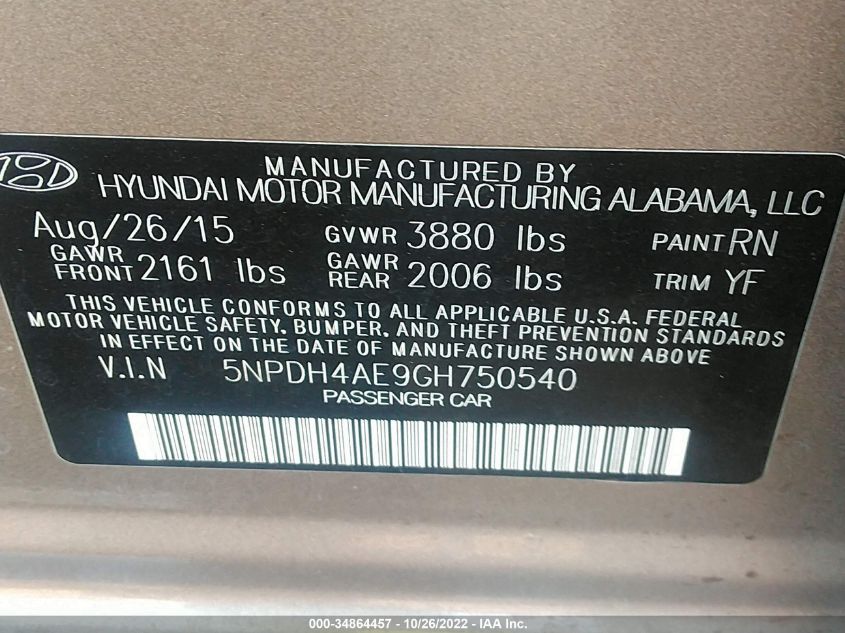 MANUFACTURED BY
HYUNDAI MOTOR MANUFACTURING ALABAMA, LLC
Aug/26/15 GVWR 3880 lbs PAINT RN
GAWR FRONT 2161 lbs GAWR REAR 2006 lbs TRIM YF
THIS VEHICLE CONFORMS TO ALL APPLICABLE U.S.A. FEDERAL
MOTOR VEHICLE SAFETY, BUMPER, AND THEFT PREVENTION STANDARDS
IN EFFECT ON THE DATE OF MANUFACTURE SHOWN ABOVE
V.I.N 5NPDH4AE9GH750540
PASSENGER CAR
000-34864457 - 10/26/2022 - IAA Inc.